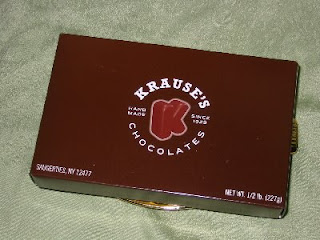 KRAUSE'S
HAND MADE
SINCE 1929
K
CHOCOLATES
SAUGERTIES, NY 12477
NET WT. 1/2 lb. (227g)